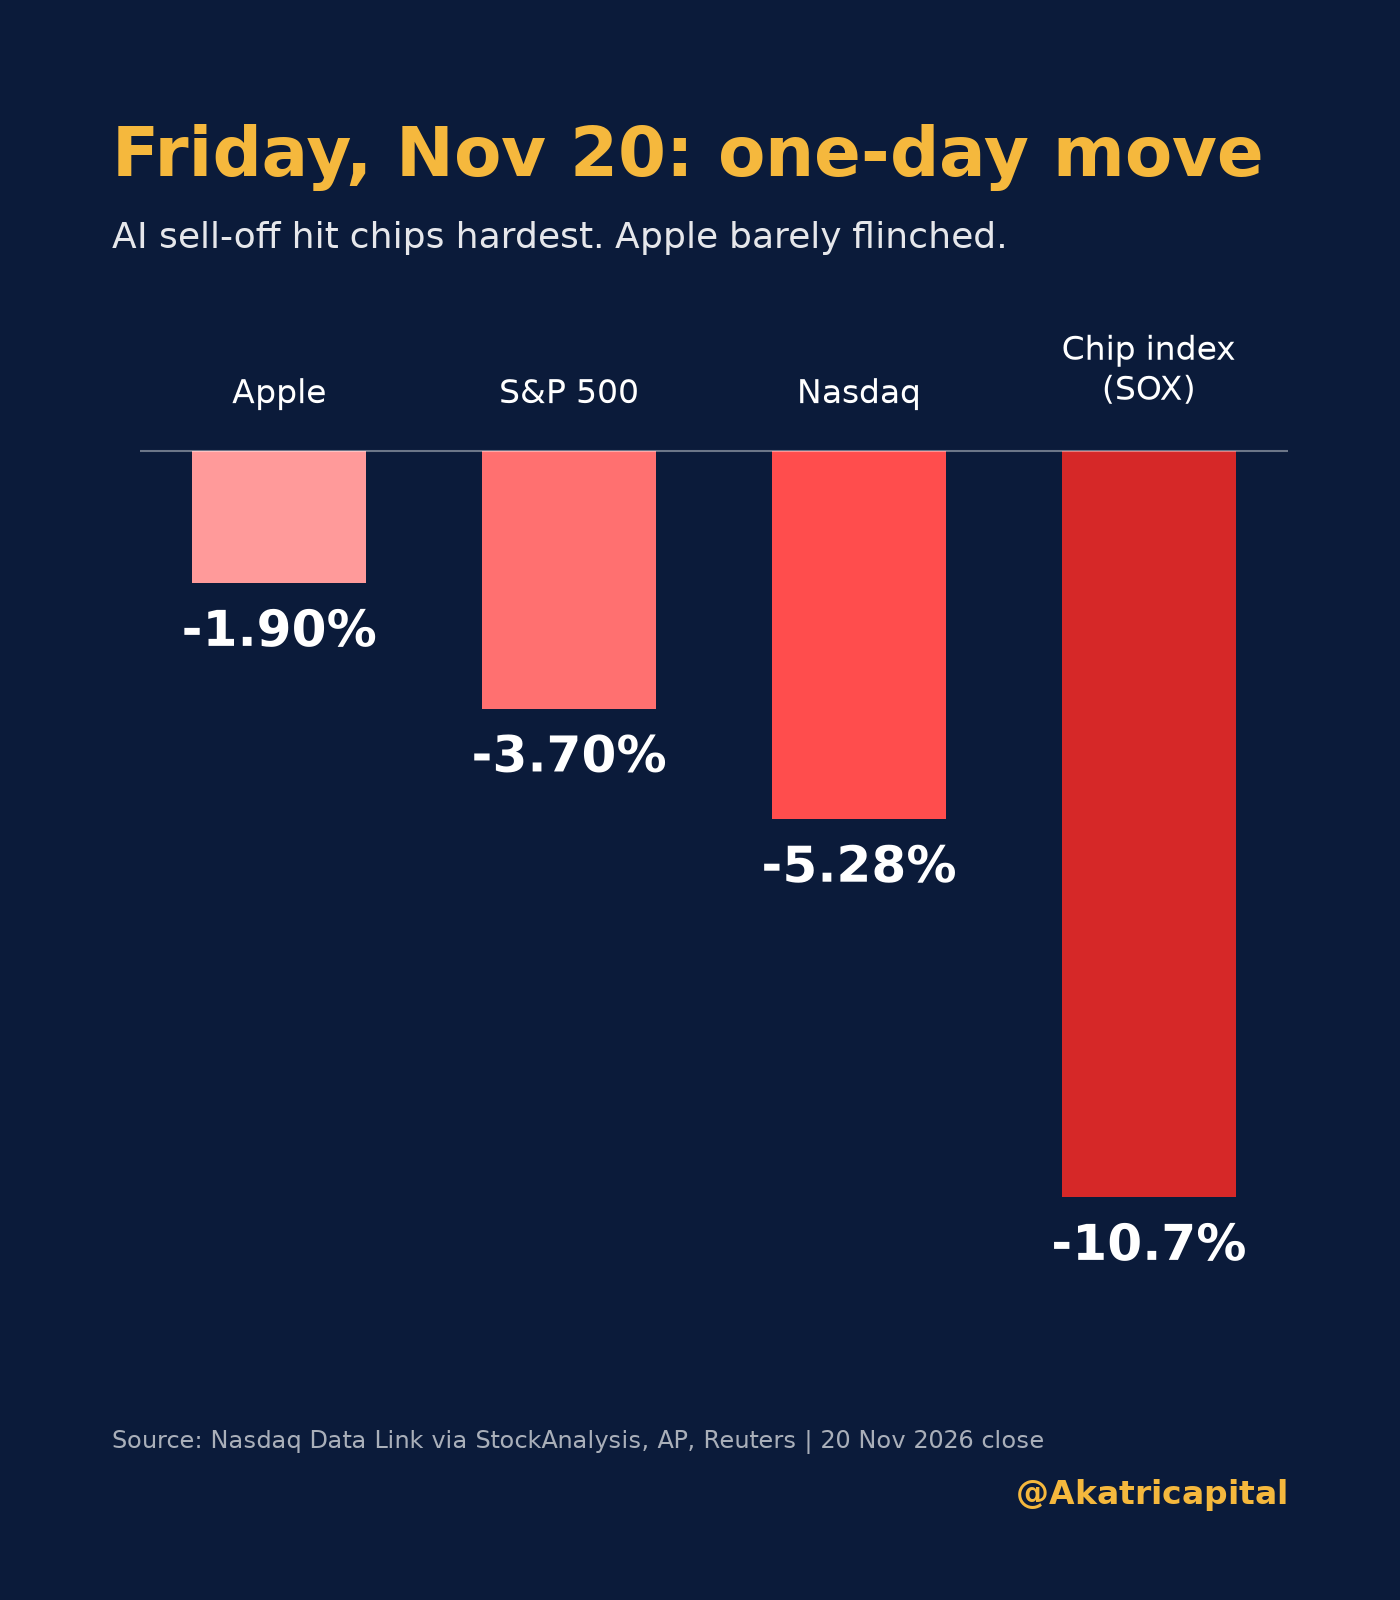 Friday, Nov 20: one-day move
AI sell-off hit chips hardest. Apple barely flinched.
Apple
S&P 500
Nasdaq
Chip index
(SOX)
-1.90%
-3.70%
-5.28%
-10.7%
Source: Nasdaq Data Link via StockAnalysis, AP, Reuters | 20 Nov 2026 close
@Akatricapital